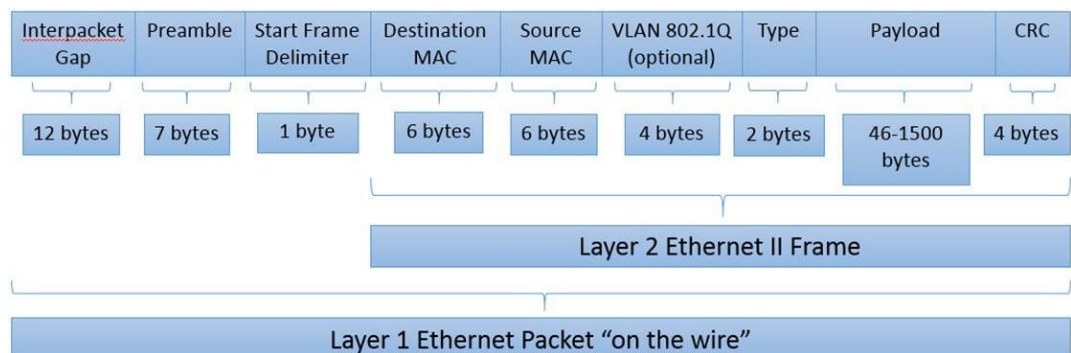 Interpacket Preamble Start Frame Destination Source VLAN 802.1Q Type Payload CRC
Gap Delimiter MAC MAC (optional)
12 bytes 7 bytes 1 byte 6 bytes 6 bytes 4 bytes 2 bytes 46-1500 4 bytes
bytes
Layer 2 Ethernet II Frame
Layer 1 Ethernet Packet “on the wire”